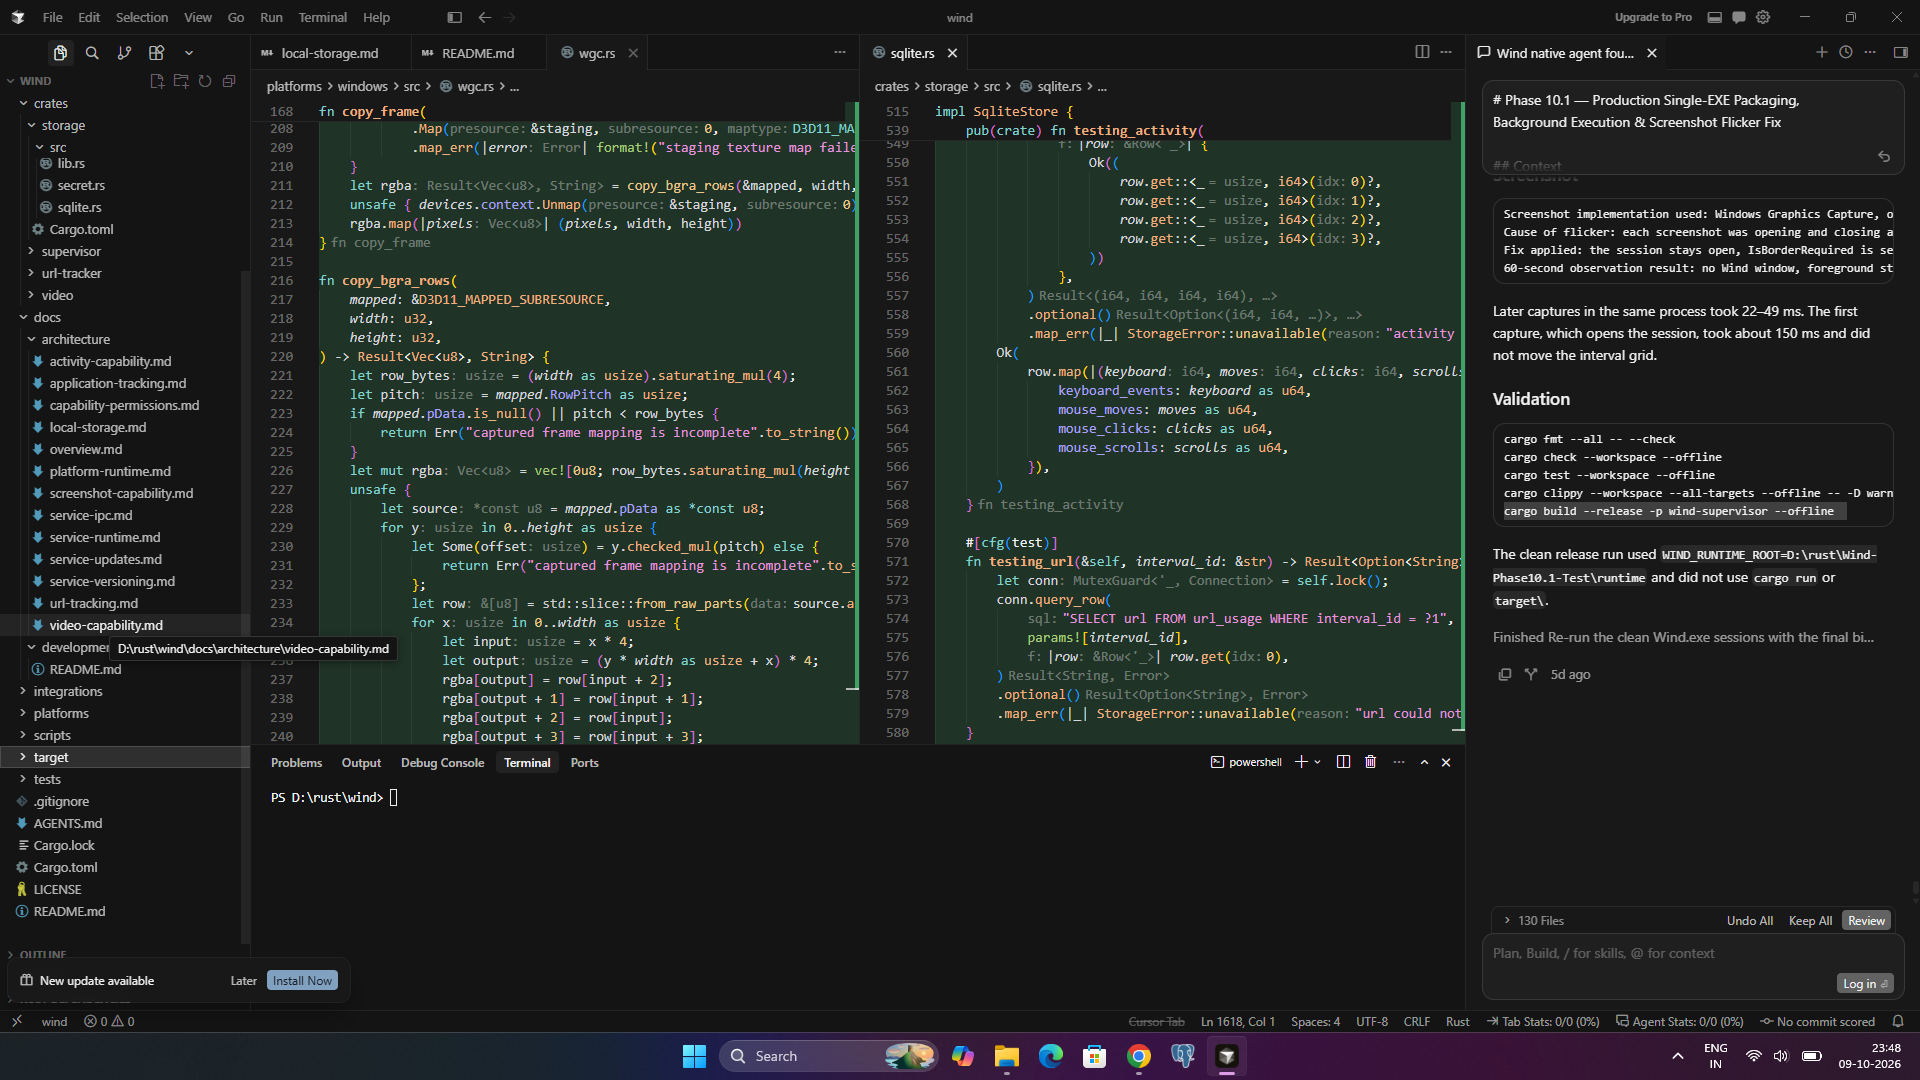 File Edit Selection View Go Run Terminal Help
wind
Upgrade to Pro
WIND
crates
storage
src
lib.rs
secret.rs
sqlite.rs
Cargo.toml
supervisor
url-tracker
video
docs
architecture
activity-capability.md
application-tracking.md
capability-permissions.md
local-storage.md
overview.md
platform-runtime.md
screenshot-capability.md
service-ipc.md
service-runtime.md
service-updates.md
service-versioning.md
url-tracking.md
video-capability.md
developmen
D:\rust\wind\docs\architecture\video-capability.md
README.md
integrations
platforms
scripts
target
tests
.gitignore
AGENTS.md
Cargo.lock
Cargo.toml
LICENSE
README.md
OUTLINE
New update available Later Install Now
local-storage.md README.md wgc.rs
platforms > windows > src > wgc.rs > ...
168 fn copy_frame(
208 .Map(presource: &staging, subresource: 0, maptype: D3D11_MA
209 .map_err(|error: Error| format!("staging texture map faile
210 }
211 let rgba: Result<Vec<u8>, String> = copy_bgra_rows(&mapped, width,
212 unsafe { devices.context.Unmap(presource: &staging, subresource: 0)
213 rgba.map(|pixels: Vec<u8>| (pixels, width, height))
214 } fn copy_frame
215
216 fn copy_bgra_rows(
217 mapped: &D3D11_MAPPED_SUBRESOURCE,
218 width: u32,
219 height: u32,
220 ) -> Result<Vec<u8>, String> {
221 let row_bytes: usize = (width as usize).saturating_mul(4);
222 let pitch: usize = mapped.RowPitch as usize;
223 if mapped.pData.is_null() || pitch < row_bytes {
224 return Err("captured frame mapping is incomplete".to_string())
225 }
226 let mut rgba: Vec<u8> = vec![0u8; row_bytes.saturating_mul(height
227 unsafe {
228 let source: *const u8 = mapped.pData as *const u8;
229 for y: usize in 0..height as usize {
230 let Some(offset: usize) = y.checked_mul(pitch) else {
231 return Err("captured frame mapping is incomplete".to_s
232 };
233 let row: &[u8] = std::slice::from_raw_parts(data: source.a
234 for x: usize in 0..width as usize {
let input: usize = x * 4;
236 let output: usize = (y * width as usize + x) * 4;
237 rgba[output] = row[input + 2];
238 rgba[output + 1] = row[input + 1];
239 rgba[output + 2] = row[input];
240 rgba[output + 3] = row[input + 3];
sqlite.rs
crates > storage > src > sqlite.rs > ...
515 impl SqliteStore {
539 pub(crate) fn testing_activity(
549 f: |row: &Row<'_>| {
550 Ok((
551 row.get::<_ = usize, i64>(idx: 0)?,
552 row.get::<_ = usize, i64>(idx: 1)?,
553 row.get::<_ = usize, i64>(idx: 2)?,
554 row.get::<_ = usize, i64>(idx: 3)?,
555 ))
556 },
557 ) Result<(i64, i64, i64, i64), …>
558 .optional() Result<Option<(i64, i64, …)>, …>
559 .map_err(|_| StorageError::unavailable(reason: "activity
560 Ok(
561 row.map(|(keyboard: i64, moves: i64, clicks: i64, scrolls
562 keyboard_events: keyboard as u64,
563 mouse_moves: moves as u64,
564 mouse_clicks: clicks as u64,
565 mouse_scrolls: scrolls as u64,
566 }),
567 )
568 } fn testing_activity
569
570 #[cfg(test)]
571 fn testing_url(&self, interval_id: &str) -> Result<Option<String>
572 let conn: MutexGuard<'_, Connection> = self.lock();
573 conn.query_row(
574 sql: "SELECT url FROM url_usage WHERE interval_id = ?1",
575 params![interval_id],
576 f: |row: &Row<'_>| row.get(idx: 0),
577 ) Result<String, Error>
578 .optional() Result<Option<String>, Error>
579 .map_err(|_| StorageError::unavailable(reason: "url could not
580 }
Problems Output Debug Console Terminal Ports
powershell
PS D:\rust\wind>
Wind native agent fou...
# Phase 10.1 — Production Single-EXE Packaging,
Background Execution & Screenshot Flicker Fix
## Context
Screenshot
Screenshot implementation used: Windows Graphics Capture, o
Cause of flicker: each screenshot was opening and closing a
Fix applied: the session stays open, IsBorderRequired is se
60-second observation result: no Wind window, foreground st
Later captures in the same process took 22–49 ms. The first
capture, which opens the session, took about 150 ms and did
not move the interval grid.
Validation
cargo fmt --all -- --check
cargo check --workspace --offline
cargo test --workspace --offline
cargo clippy --workspace --all-targets --offline -- -D warn
cargo build --release -p wind-supervisor --offline
The clean release run used WIND_RUNTIME_ROOT=D:\rust\Wind-
Phase10.1-Test\runtime and did not use cargo run or
target\.
Finished Re-run the clean Wind.exe sessions with the final bi...
5d ago
130 Files Undo All Keep All Review
Plan, Build, / for skills, @ for context
Log in
wind 0 0
Cursor Tab Ln 1618, Col 1 Spaces: 4 UTF-8 CRLF Rust Tab Stats: 0/0 (0%) Agent Stats: 0/0 (0%) No commit scored
Search
ENG
IN
23:48
09-10-2026